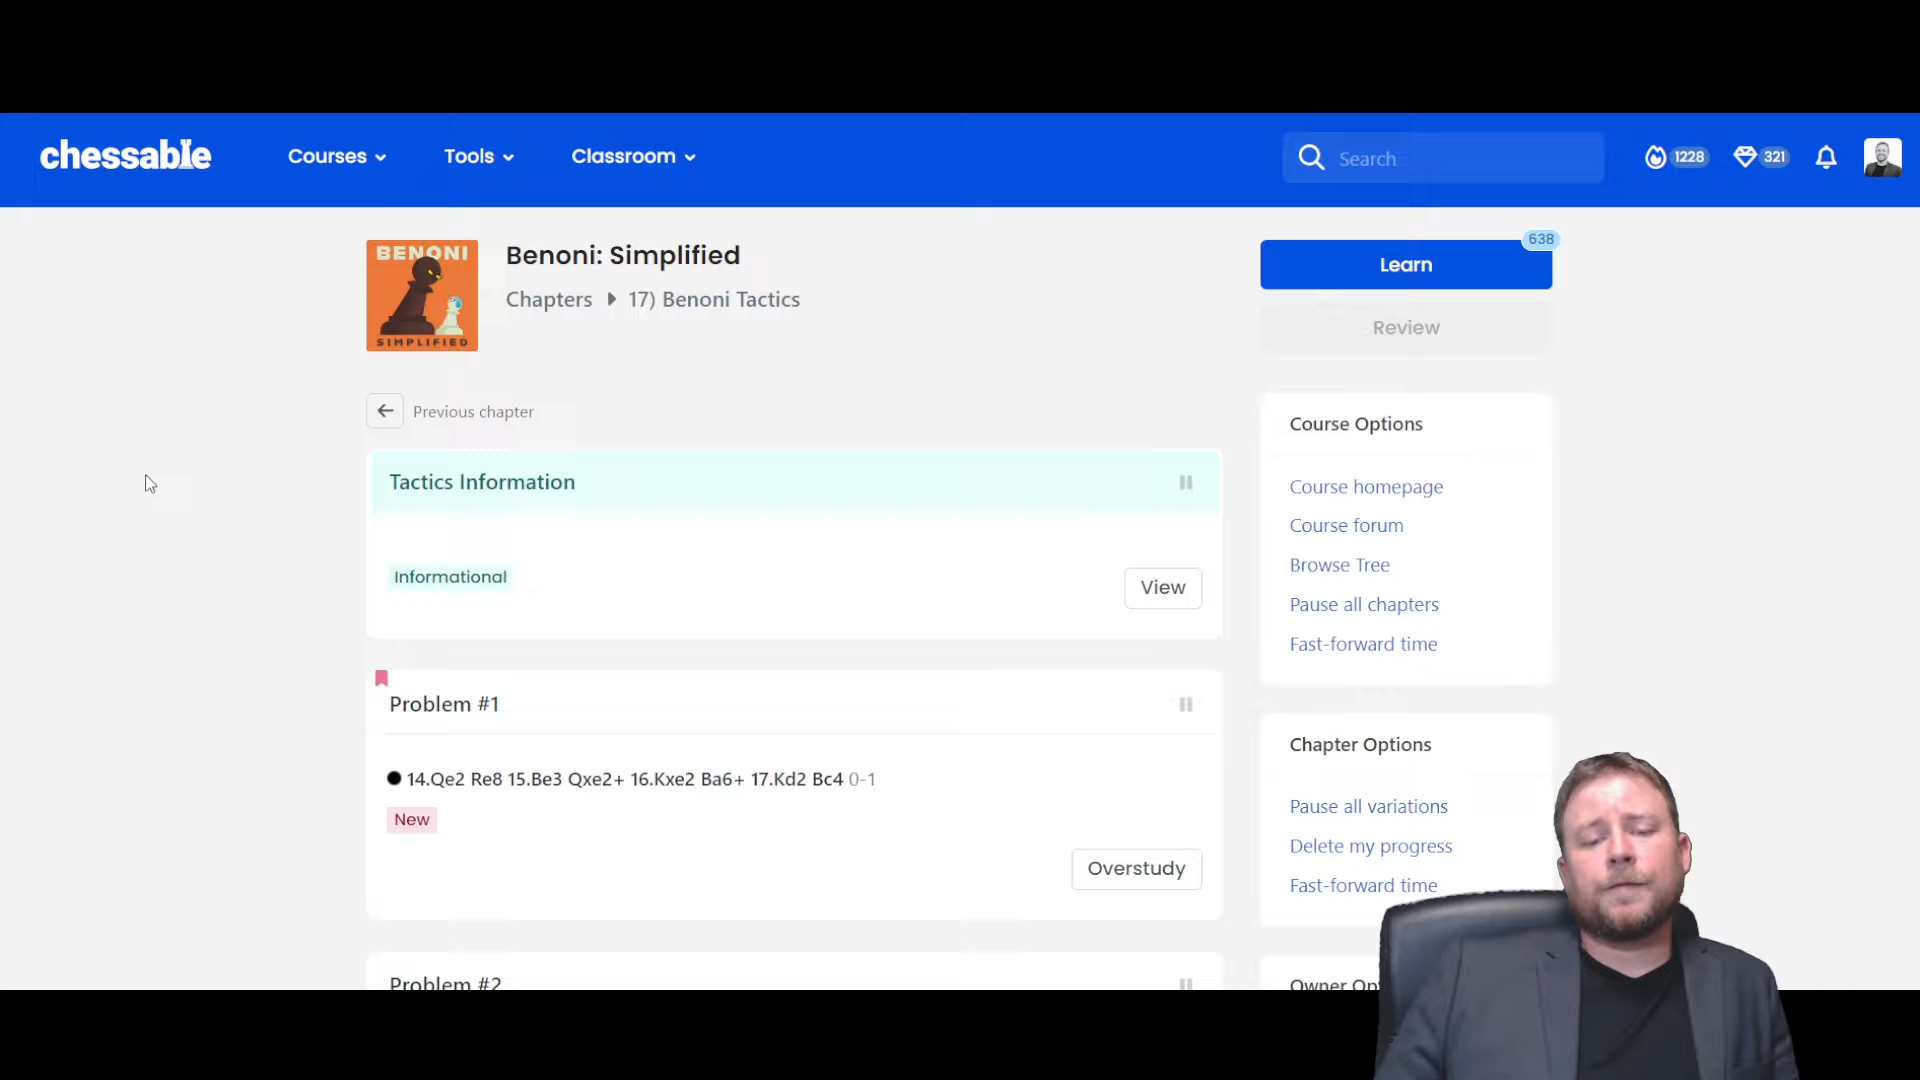 chessable
Courses
Tools
Classroom
Search
1228
321
BENONI
SIMPLIFIED
Benoni: Simplified
Chapters
17) Benoni Tactics
638
Learn
Review
Previous chapter
Tactics Information
Informational
View
Problem #1
14.Qe2 Re8 15.Be3 Qxe2+ 16.Kxe2 Ba6+ 17.Kd2 Bc4 0-1
New
Overstudy
Problem #2
Course Options
Course homepage
Course forum
Browse Tree
Pause all chapters
Fast-forward time
Chapter Options
Pause all variations
Delete my progress
Fast-forward time
Owner Op